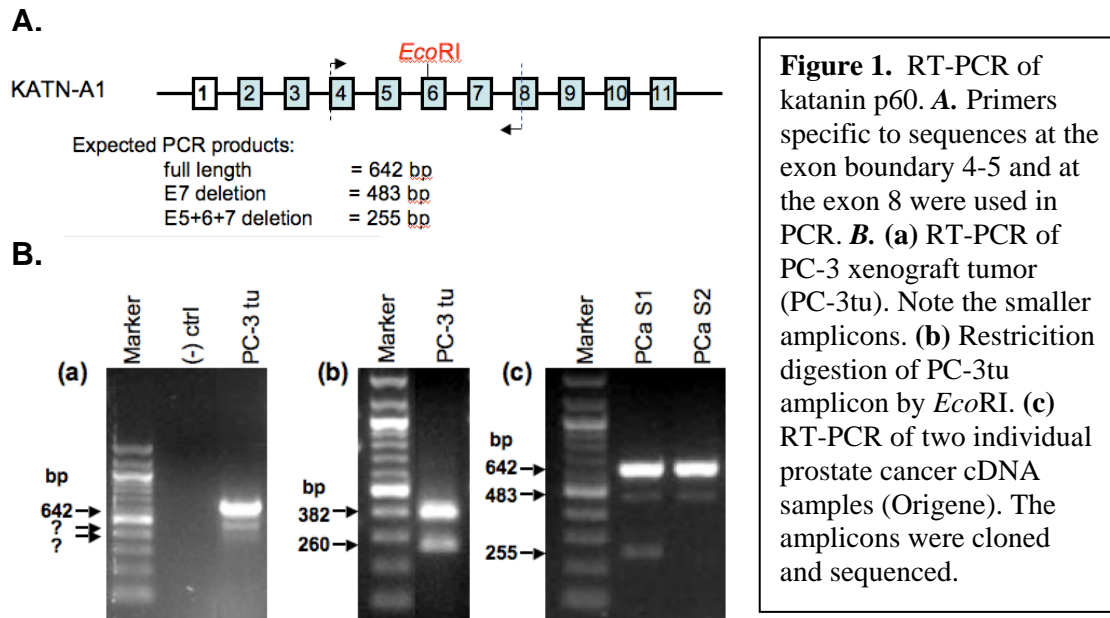 A.
EcoRI
KATN-A1
1 2 3 4 5 6 7 8 9 10 11
Expected PCR products:
full length = 642 bp
E7 deletion = 483 bp
E5+6+7 deletion = 255 bp
B.
(a)
Marker
(-) ctrl
PC-3 tu
bp
642
?
?
(b)
Marker
PC-3 tu
bp
382
260
(c)
Marker
PCa S1
PCa S2
bp
642
483
255
Figure 1. RT-PCR of
katanin p60. A. Primers
specific to sequences at the
exon boundary 4-5 and at
the exon 8 were used in
PCR. B. (a) RT-PCR of
PC-3 xenograft tumor
(PC-3tu). Note the smaller
amplicons. (b) Restricition
digestion of PC-3tu
amplicon by EcoRI. (c)
RT-PCR of two individual
prostate cancer cDNA
samples (Origene). The
amplicons were cloned
and sequenced.